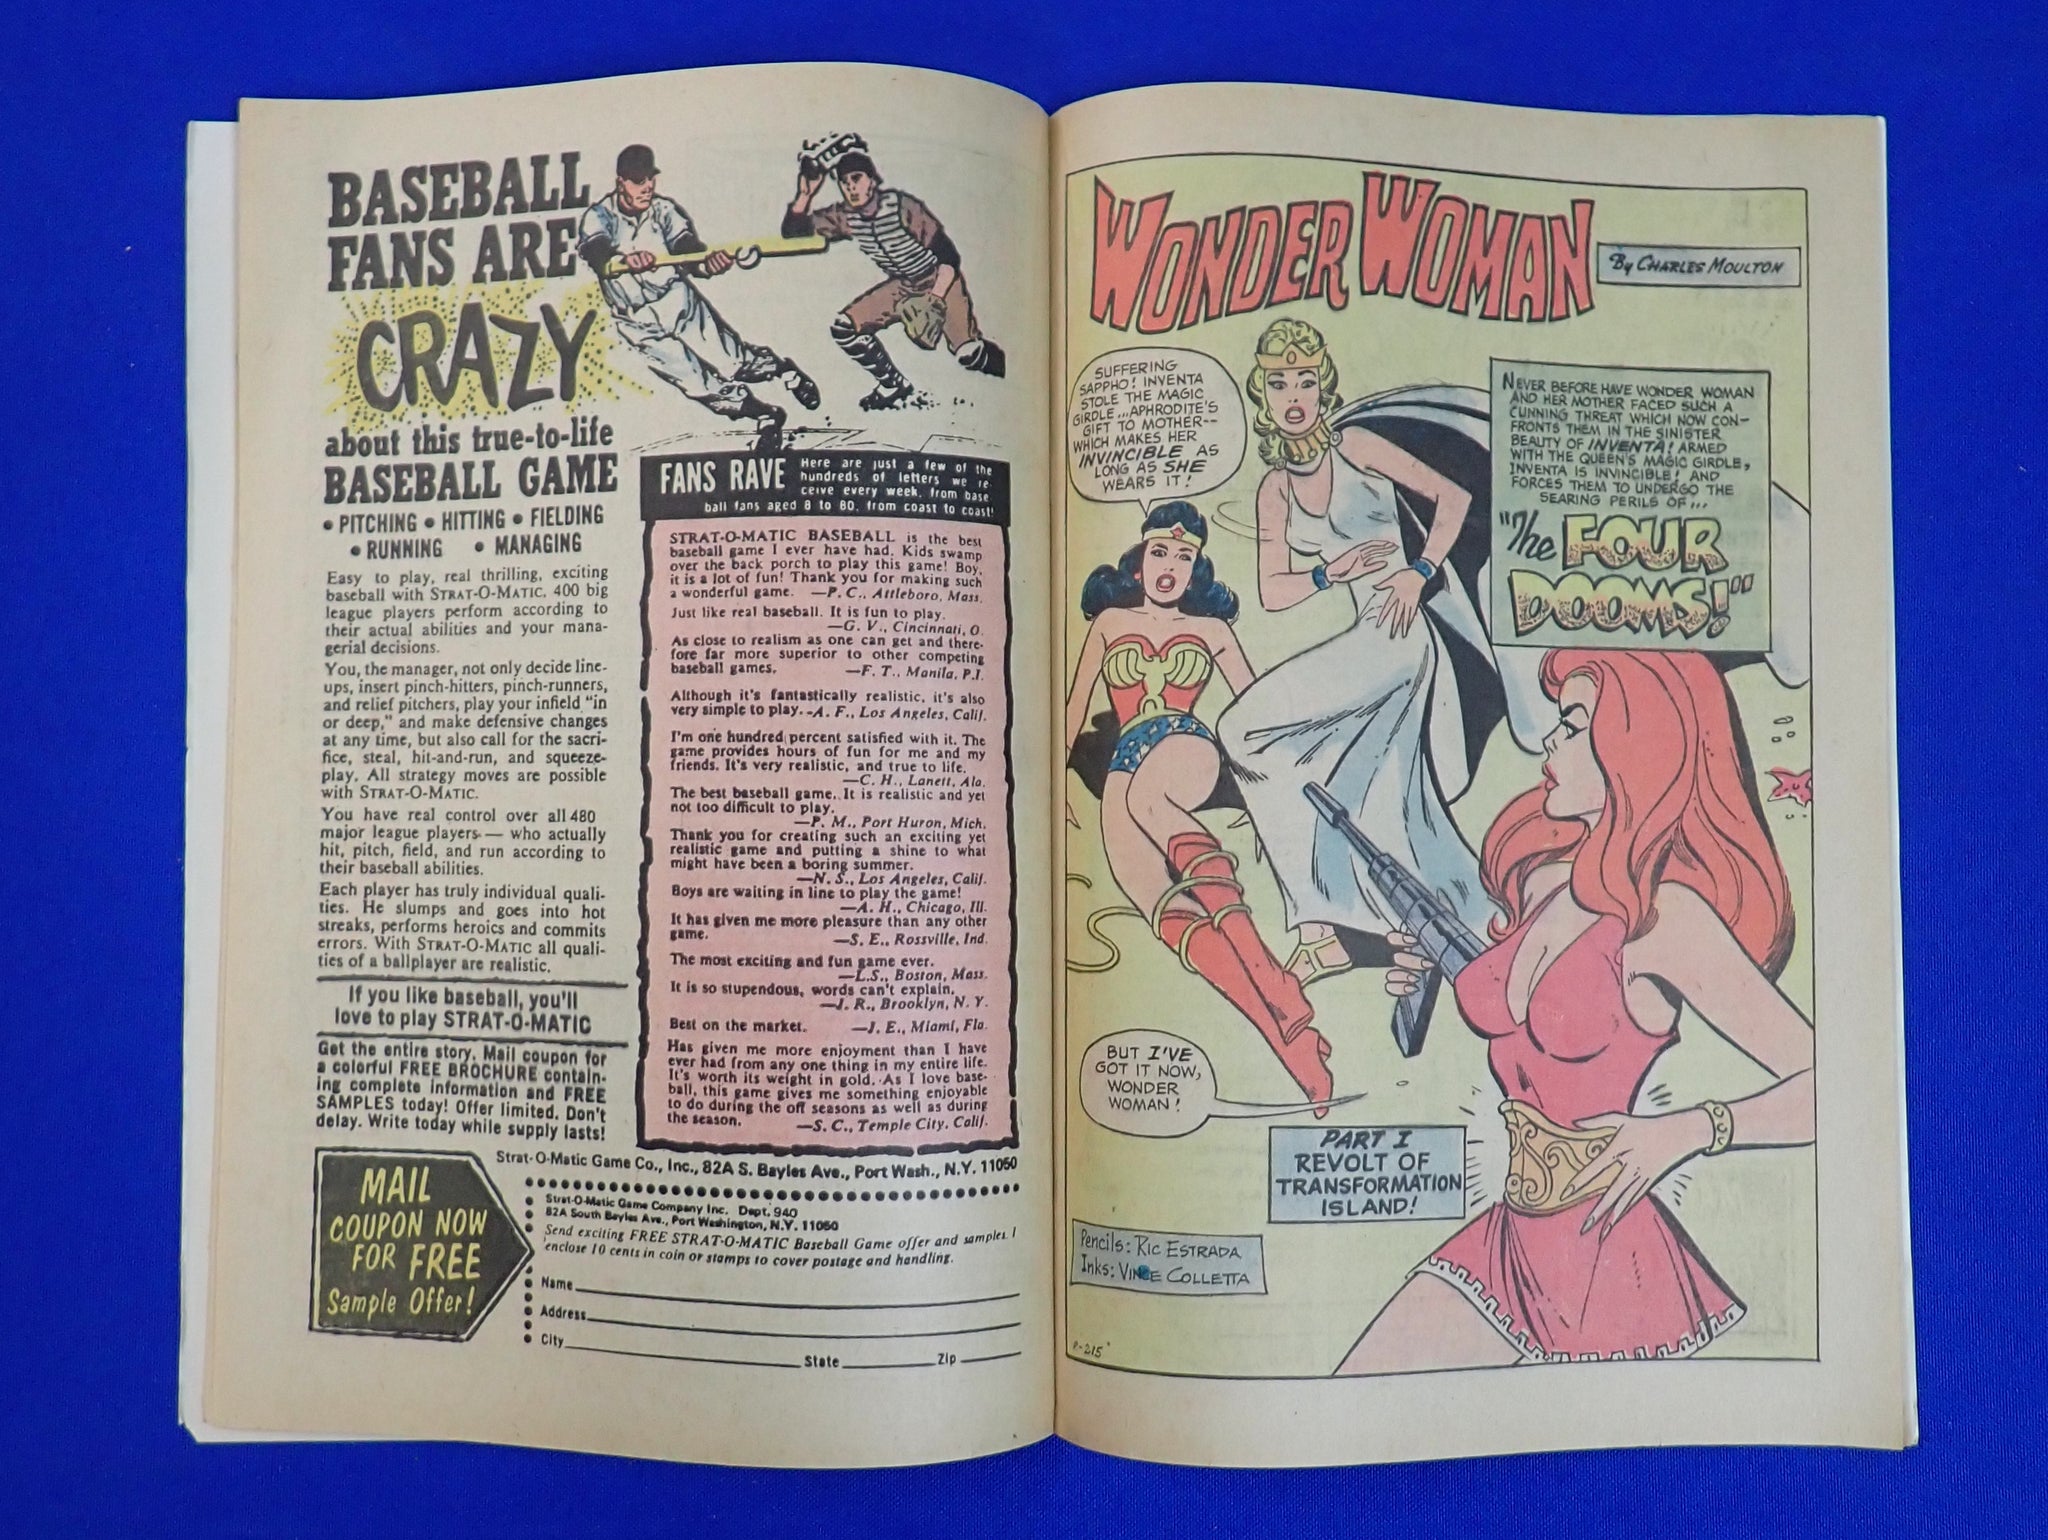 BASEBALL
FANS ARE
CRAZY
about this true-to-life
BASEBALL GAME
• PITCHING • HITTING • FIELDING
• RUNNING • MANAGING
Easy to play, real thrilling, exciting
baseball with STRAT-O-MATIC. 400 big
league players perform according to
their actual abilities and your mana-
gerial decisions.
You, the manager, not only decide line-
ups, insert pinch-hitters, pinch-runners,
and relief pitchers, play your infield "in
or deep," and make defensive changes
at any time, but also call for the sacri-
fice, steal, hit-and-run, and squeeze-
play. All strategy moves are possible
with STRAT-O-MATIC.
You have real control over all 480
major league players — who actually
hit, pitch, field, and run according to
their baseball abilities.
Each player has truly individual quali-
ties. He slumps and goes into hot
streaks, performs heroics and commits
errors. With STRAT-O-MATIC all quali-
ties of a ballplayer are realistic.
If you like baseball, you'll
love to play STRAT-O-MATIC
Get the entire story. Mail coupon for
a colorful FREE BROCHURE contain-
ing complete information and FREE
SAMPLES today! Offer limited. Don't
delay. Write today while supply lasts!
FANS RAVE
Here are just a few of the
hundreds of letters we re-
ceive every week, from base
ball fans aged 8 to 80, from coast to coast!
STRAT-O-MATIC BASEBALL is the best
baseball game I ever have had. Kids swamp
over the back porch to play this game! Boy,
it is a lot of fun! Thank you for making such
a wonderful game. —P. C., Attleboro, Mass.
Just like real baseball. It is fun to play.
—G. V., Cincinnati, O.
As close to realism as one can get and there-
fore far more superior to other competing
baseball games. —F. T., Manila, P.I.
Although it's fantastically realistic, it's also
very simple to play. -A. F., Los Angeles, Calif.
I'm one hundred percent satisfied with it. The
game provides hours of fun for me and my
friends. It's very realistic, and true to life.
—C. H., Lanett, Ala.
The best baseball game. It is realistic and yet
not too difficult to play.
—P. M., Port Huron, Mich.
Thank you for creating such an exciting yet
realistic game and putting a shine to what
might have been a boring summer.
—N. S., Los Angeles, Calif.
Boys are waiting in line to play the game!
—A. H., Chicago, Ill.
It has given me more pleasure than any other
game. —S. E., Rossville, Ind.
The most exciting and fun game ever.
—L.S., Boston, Mass.
It is so stupendous, words can't explain.
—J. R., Brooklyn, N. Y.
Best on the market. —J. E., Miami, Fla.
Has given me more enjoyment than I have
ever had from any one thing in my entire life.
It's worth its weight in gold. As I love base-
ball, this game gives me something enjoyable
to do during the off seasons as well as during
the season. —S. C., Temple City, Calif.
MAIL
COUPON NOW
FOR FREE
Sample Offer!
Strat-O-Matic Game Co., Inc., 82A S. Bayles Ave., Port Wash., N.Y. 11050
Strat-O-Matic Game Company Inc. Dept. 940
82A South Bayles Ave., Port Washington, N.Y. 11050
Send exciting FREE STRAT-O-MATIC Baseball Game offer and samples. I
enclose 10 cents in coin or stamps to cover postage and handling.
Name
Address
City State Zip
WONDER WOMAN
By CHARLES MOULTON
SUFFERING
SAPPHO! INVENTA
STOLE THE MAGIC
GIRDLE...APHRODITE'S
GIFT TO MOTHER--
WHICH MAKES HER
INVINCIBLE AS
LONG AS SHE
WEARS IT!
NEVER BEFORE HAVE WONDER WOMAN
AND HER MOTHER FACED SUCH A
CUNNING THREAT WHICH NOW CON-
FRONTS THEM IN THE SINISTER
BEAUTY OF INVENTA! ARMED
WITH THE QUEEN'S MAGIC GIRDLE,
INVENTA IS INVINCIBLE! AND
FORCES THEM TO UNDERGO THE
SEARING PERILS OF...
"The FOUR
DOOMS!"
BUT I'VE
GOT IT NOW,
WONDER
WOMAN!
PART I
REVOLT OF
TRANSFORMATION
ISLAND!
Pencils: RIC ESTRADA
Inks: VINCE COLLETTA
P-215